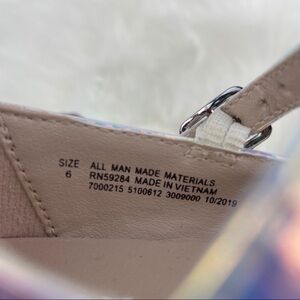 SIZE ALL MAN MADE MATERIALS
6 RN59284 MADE IN VIETNAM
7000215 5100612 3009000 10/2019